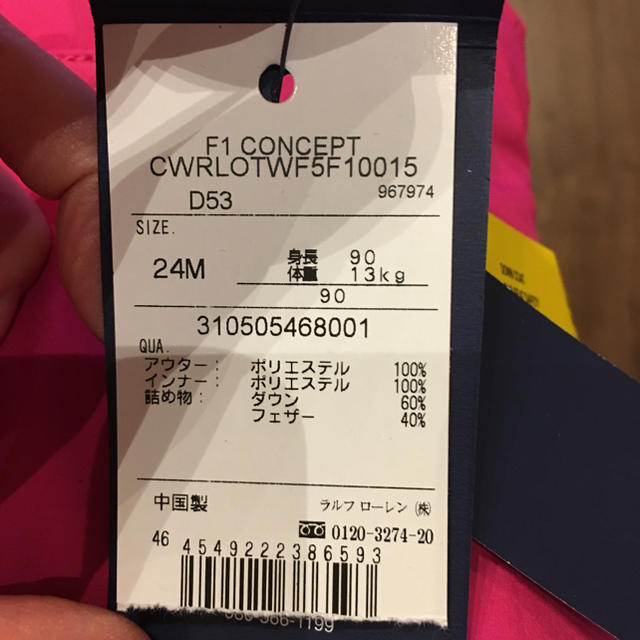 F1 CONCEPT
CWRLOTWF5F10015
D53 967974
SIZE.
24M 身長 90
体重 13kg
90
310505468001
QUA.
アウター: ポリエステル 100%
インナー: ポリエステル 100%
詰め物: ダウン 60%
フェザー 40%
中国製 ラルフ ローレン ㈱
0120-3274-20
46 4549222386593